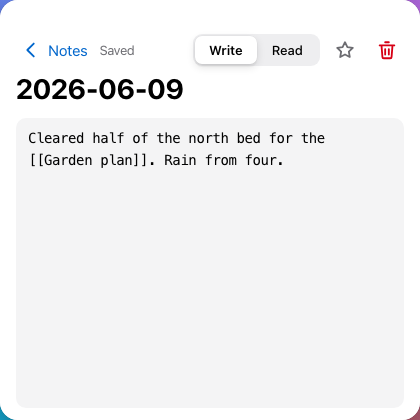 Notes Saved Write Read
2026-06-09
Cleared half of the north bed for the
[[Garden plan]]. Rain from four.